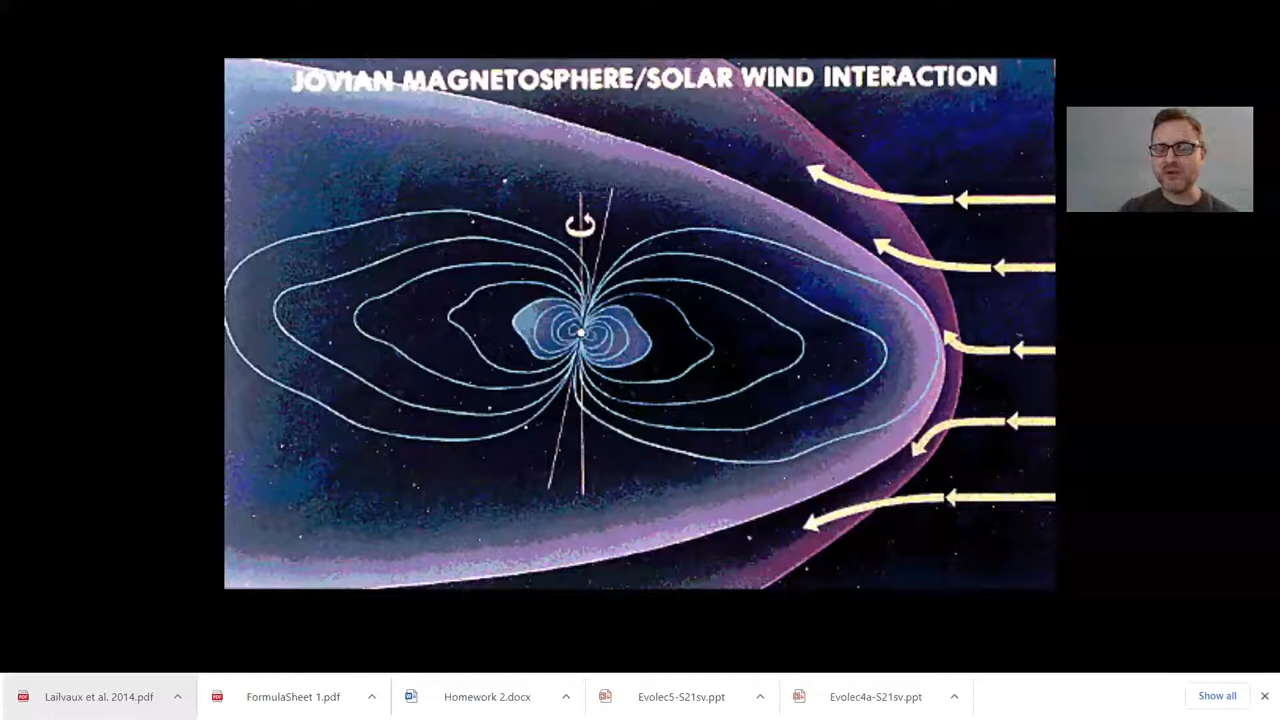 JOVIAN MAGNETOSPHERE/SOLAR WIND INTERACTION
Lailvaux et al. 2014.pdf
FormulaSheet 1.pdf
Homework 2.docx
Evolec5-S21sv.ppt
Evolec4a-S21sv.ppt
Show all